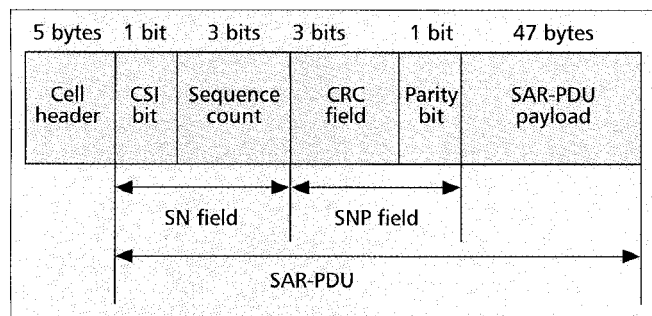 5 bytes 1 bit 3 bits 3 bits 1 bit 47 bytes
Cell header CSI bit Sequence count CRC field Parity bit SAR-PDU payload
SN field SNP field
SAR-PDU